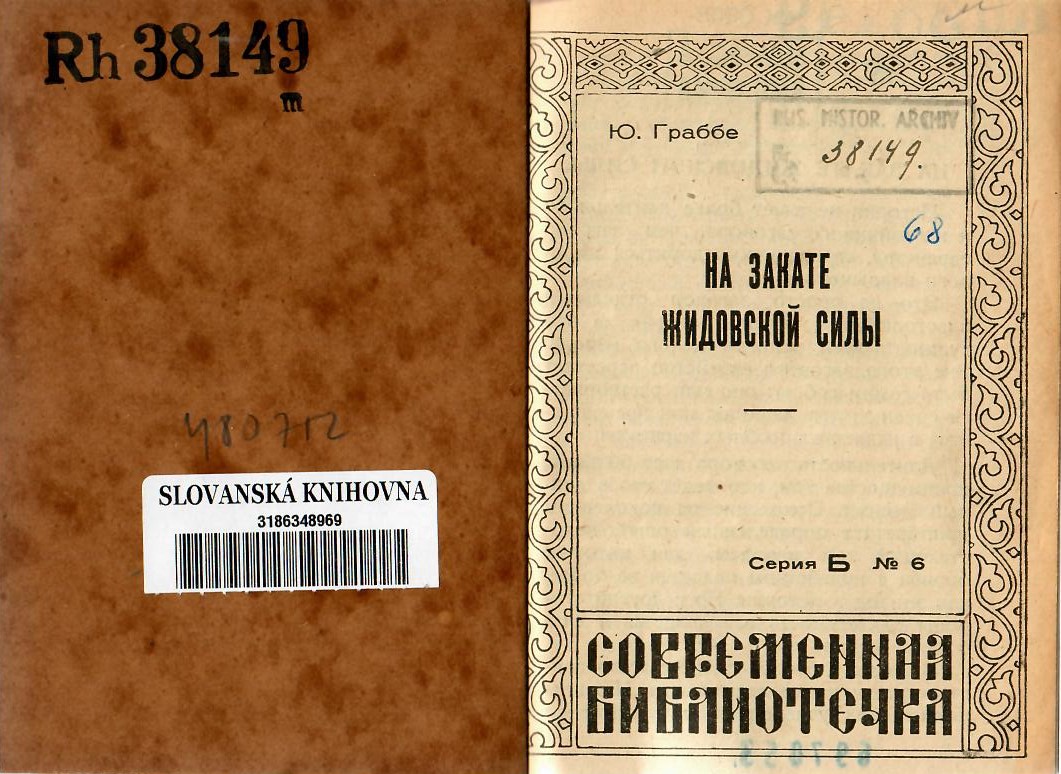 Rh 38149
m
480712
SLOVANSKÁ KNIHOVNA
3186348969
Ю. Граббе
RUS. HISTOR. ARCHIV
38149.
68
НА ЗАКАТЕ
ЖИДОВСКОЙ СИЛЫ
Серия Б № 6
СОВРЕМЕННАЯ
БИБЛИОТЕЧКА